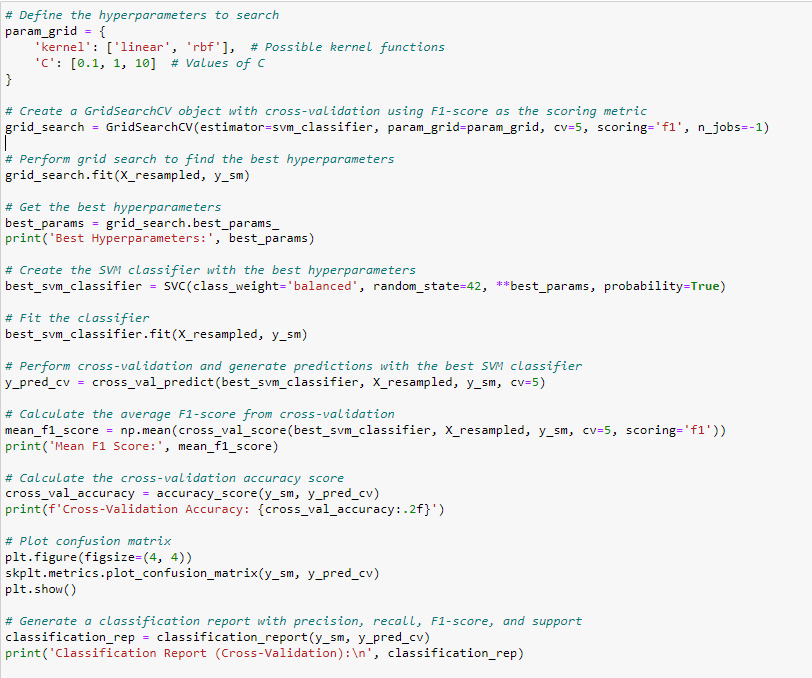 # Define the hyperparameters to search
param_grid = {
    'kernel': ['linear', 'rbf'],  # Possible kernel functions
    'C': [0.1, 1, 10]  # Values of C
}

# Create a GridSearchCV object with cross-validation using F1-score as the scoring metric
grid_search = GridSearchCV(estimator=svm_classifier, param_grid=param_grid, cv=5, scoring='f1', n_jobs=-1)

# Perform grid search to find the best hyperparameters
grid_search.fit(X_resampled, y_sm)

# Get the best hyperparameters
best_params = grid_search.best_params_
print('Best Hyperparameters:', best_params)

# Create the SVM classifier with the best hyperparameters
best_svm_classifier = SVC(class_weight='balanced', random_state=42, **best_params, probability=True)

# Fit the classifier
best_svm_classifier.fit(X_resampled, y_sm)

# Perform cross-validation and generate predictions with the best SVM classifier
y_pred_cv = cross_val_predict(best_svm_classifier, X_resampled, y_sm, cv=5)

# Calculate the average F1-score from cross-validation
mean_f1_score = np.mean(cross_val_score(best_svm_classifier, X_resampled, y_sm, cv=5, scoring='f1'))
print('Mean F1 Score:', mean_f1_score)

# Calculate the cross-validation accuracy score
cross_val_accuracy = accuracy_score(y_sm, y_pred_cv)
print(f'Cross-Validation Accuracy: {cross_val_accuracy:.2f}')

# Plot confusion matrix
plt.figure(figsize=(4, 4))
skplt.metrics.plot_confusion_matrix(y_sm, y_pred_cv)
plt.show()

# Generate a classification report with precision, recall, F1-score, and support
classification_rep = classification_report(y_sm, y_pred_cv)
print('Classification Report (Cross-Validation):\n', classification_rep)